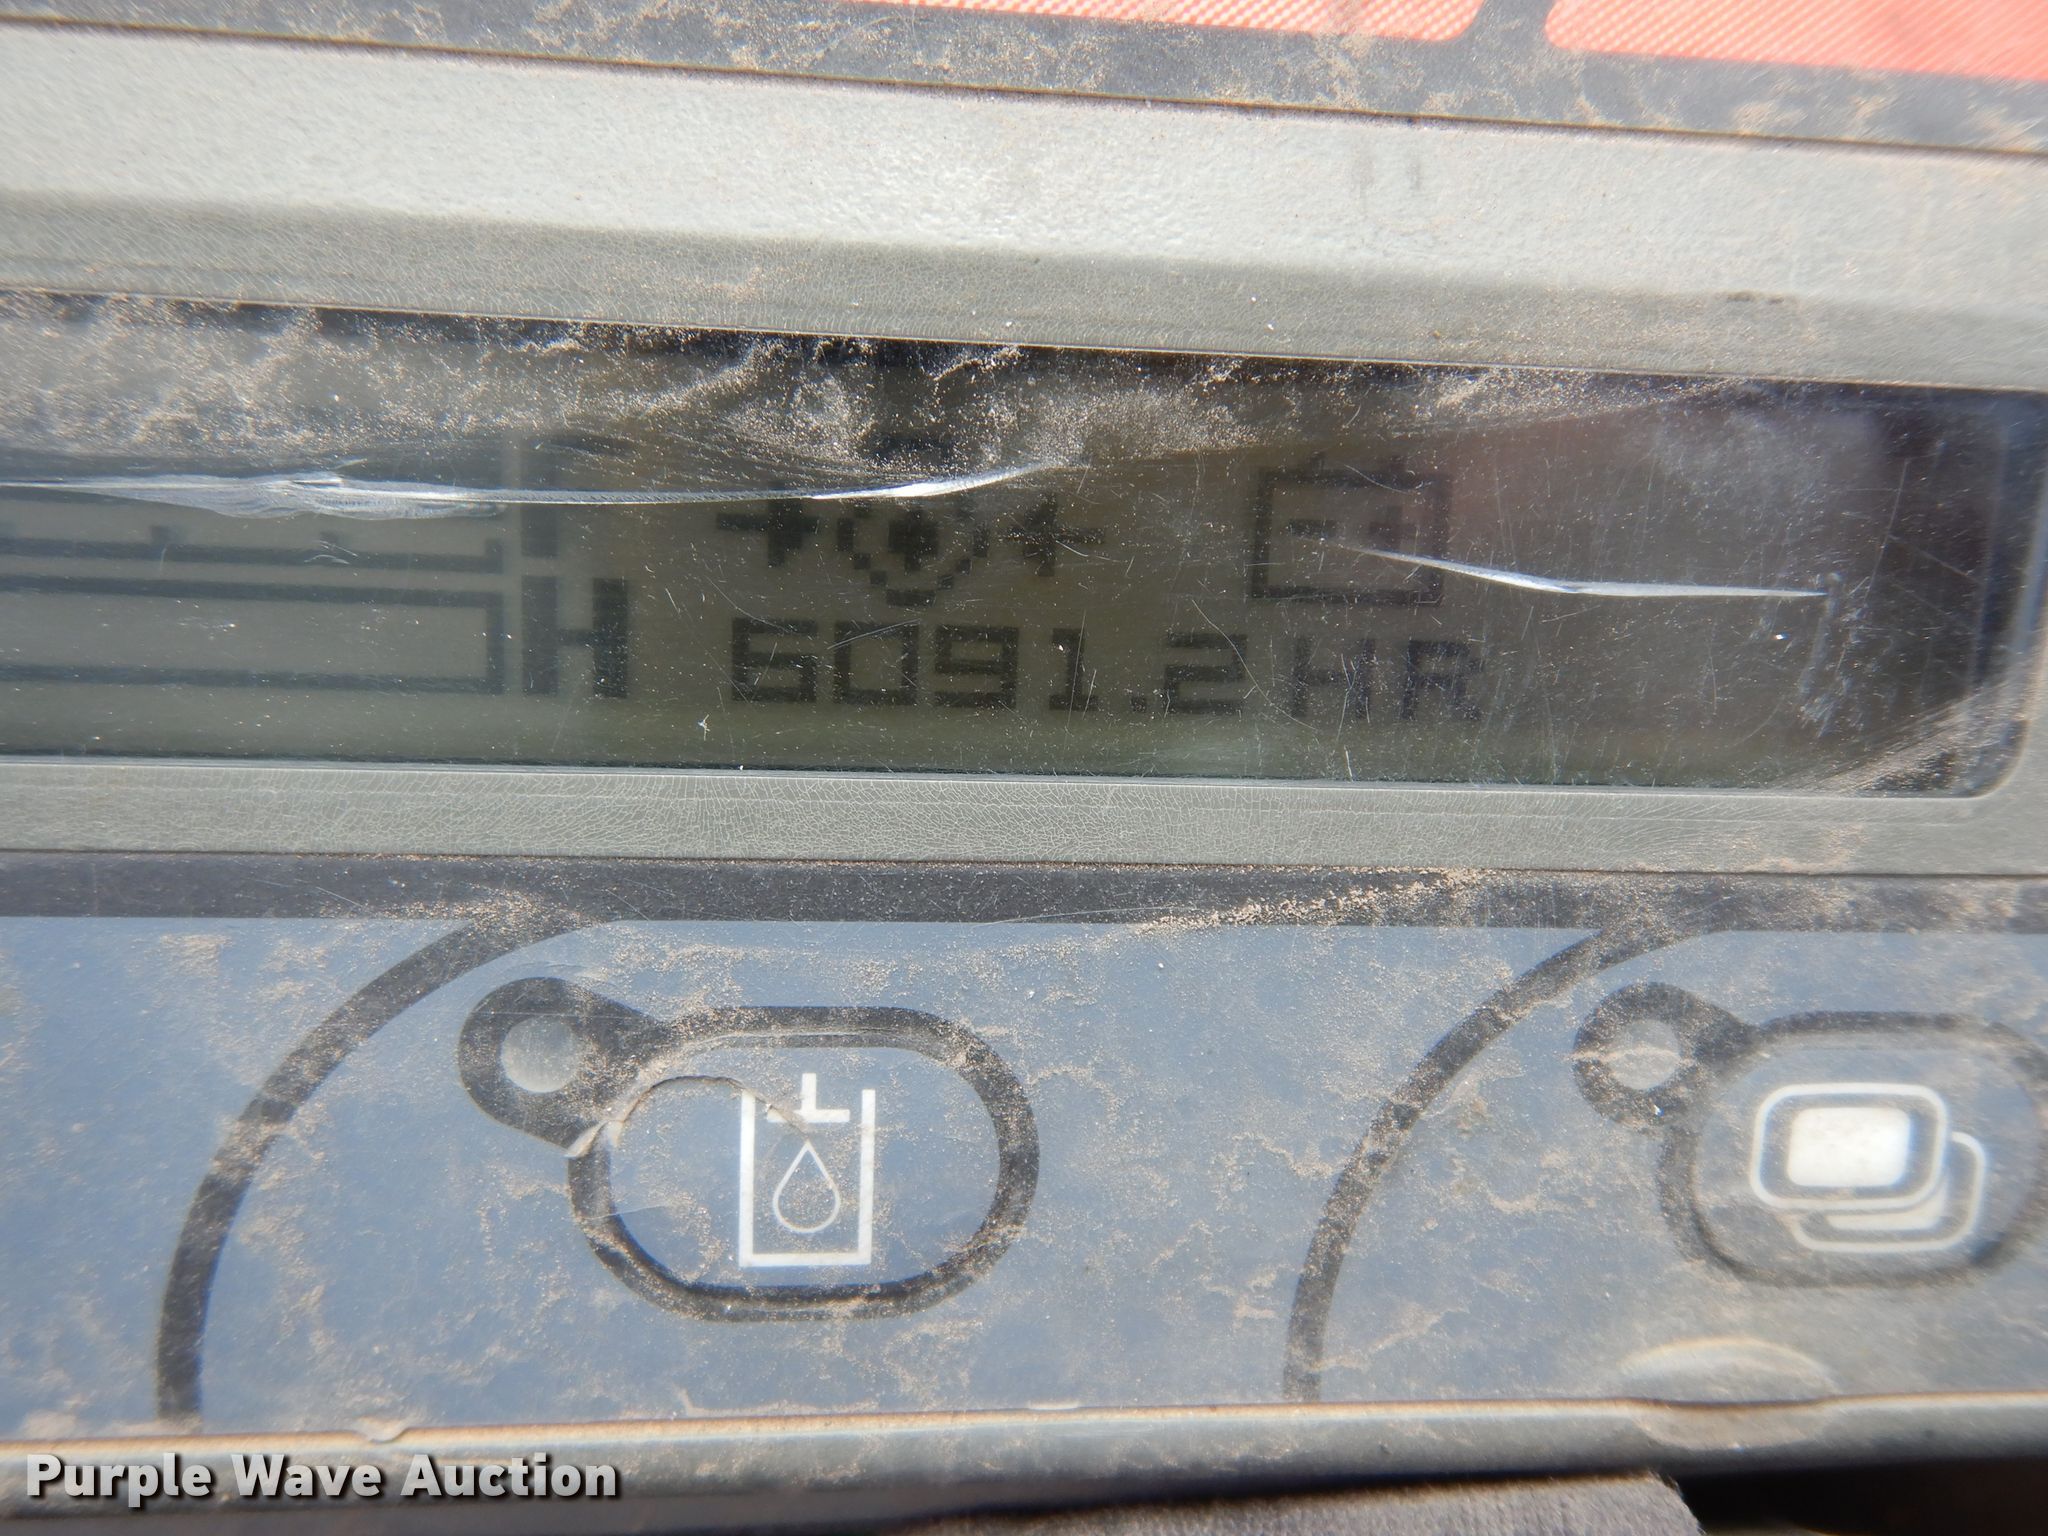 H
6091.2 HR
Purple Wave Auction